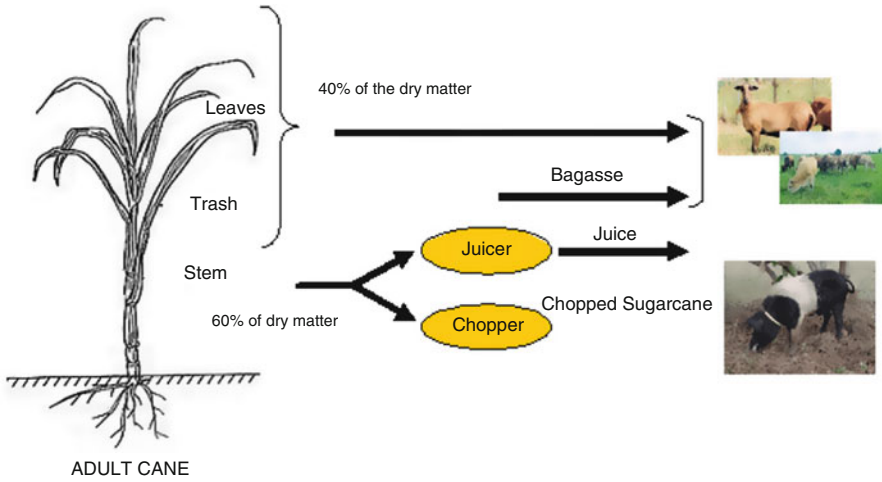 40% of the dry matter
Leaves
Bagasse
Trash
Juicer
Juice
Stem
Chopped Sugarcane
60% of dry matter
Chopper
ADULT CANE